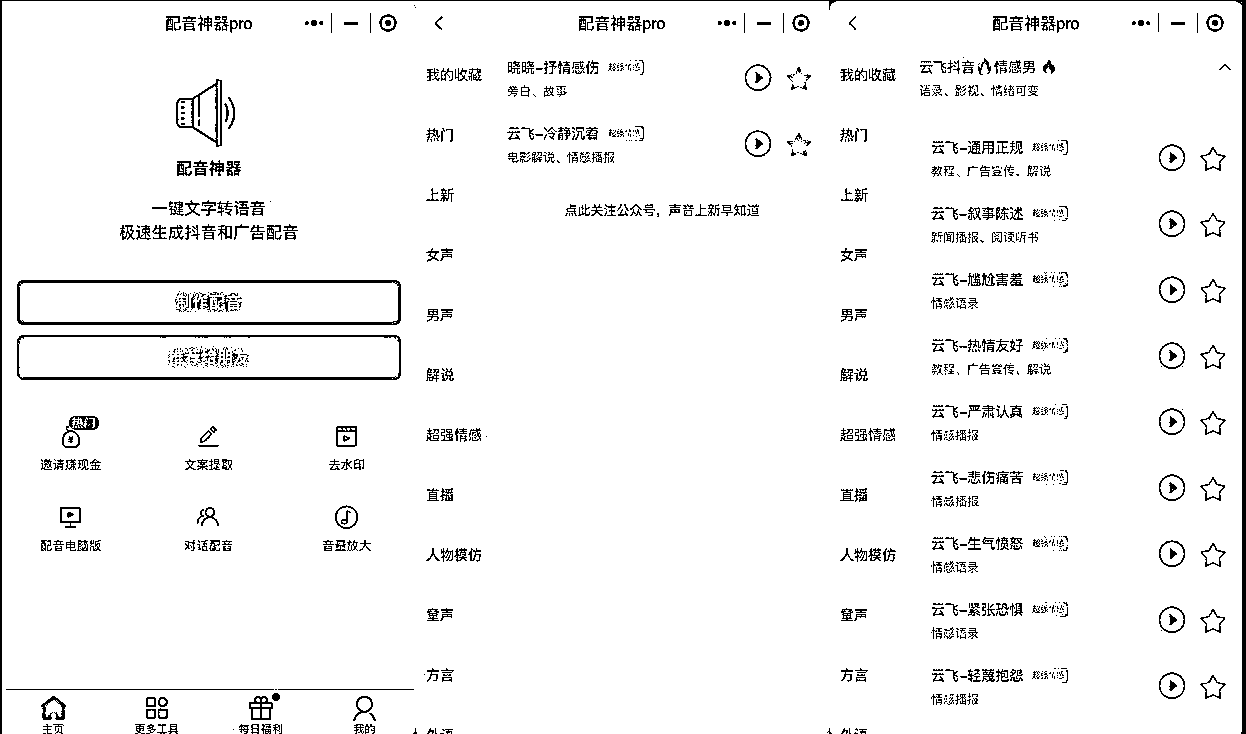 配音神器pro
配音神器
一键文字转语音
极速生成抖音和广告配音
制作配音
推荐给朋友
热门
邀请赚现金
文案提取
去水印
配音电脑版
对话配音
音量放大
主页
更多工具
每日福利
我的
配音神器pro
我的收藏
热门
上新
女声
男声
解说
超强情感
直播
人物模仿
童声
方言
外语
晓晓-抒情感伤 超强情感
旁白、故事
云飞-冷静沉着 超强情感
电影解说、情感播报
点此关注公众号，声音上新早知道
配音神器pro
我的收藏
热门
上新
女声
男声
解说
超强情感
直播
人物模仿
童声
方言
外语
云飞抖音🔥情感男🔥
语录、影视、情绪可变
云飞-通用正规 超强情感
教程、广告宣传、解说
云飞-叙事陈述 超强情感
新闻播报、阅读听书
云飞-尴尬害羞 超强情感
情感语录
云飞-热情友好 超强情感
教程、广告宣传、解说
云飞-严肃认真 超强情感
情感播报
云飞-悲伤痛苦 超强情感
情感播报
云飞-生气愤怒 超强情感
情感语录
云飞-紧张恐惧 超强情感
情感语录
云飞-轻蔑抱怨 超强情感
情感播报